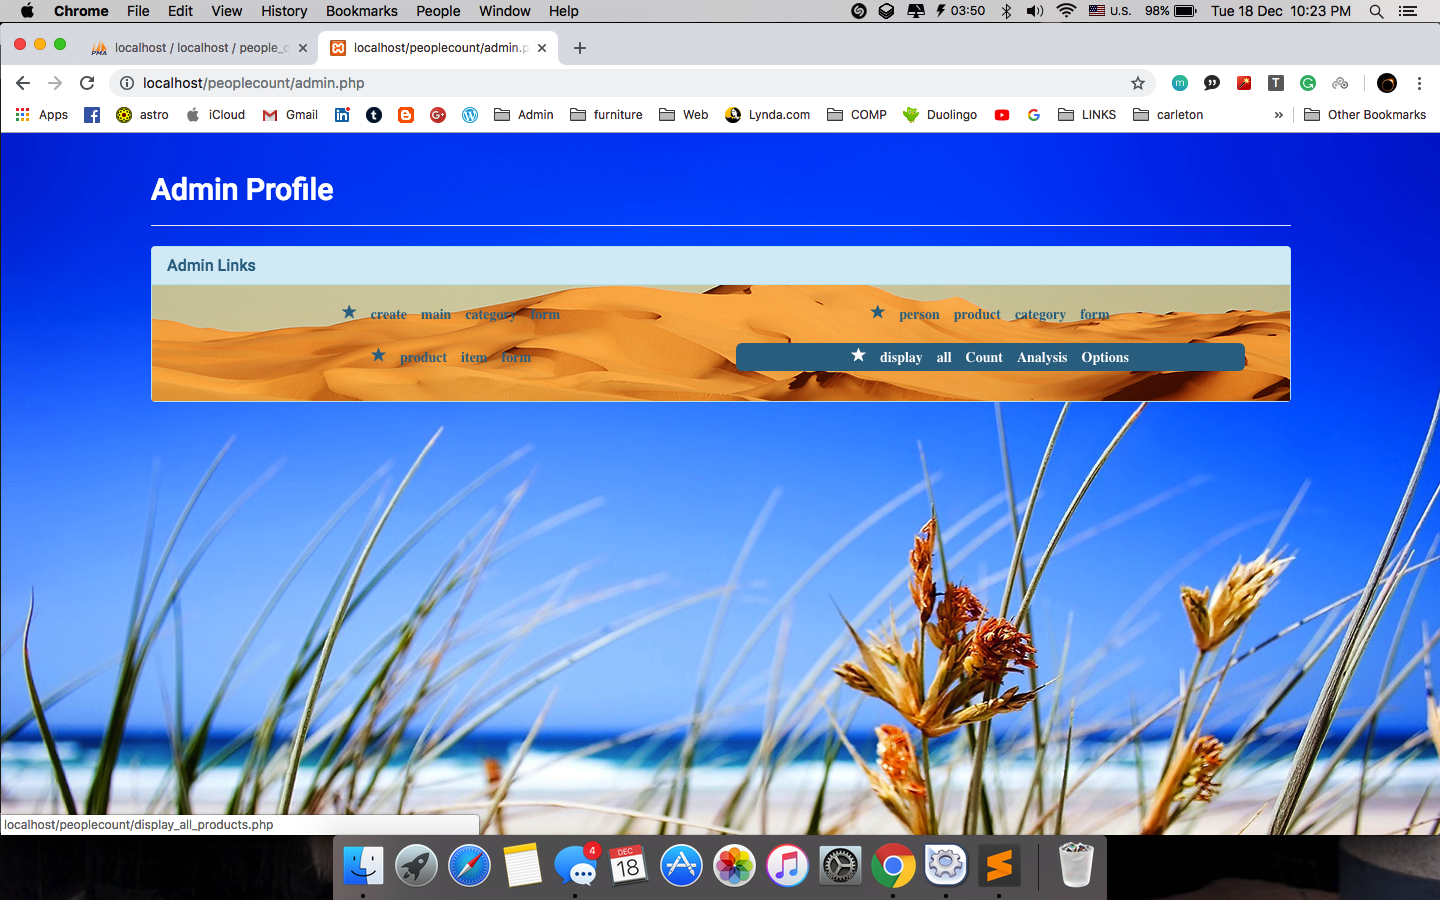 Chrome File Edit View History Bookmarks People Window Help 03:50 U.S. 98% Tue 18 Dec 10:23 PM
localhost / localhost / people_c localhost/peoplecount/admin.p
localhost/peoplecount/admin.php
Apps astro iCloud Gmail Admin furniture Web Lynda.com COMP Duolingo LINKS carleton » Other Bookmarks
Admin Profile
Admin Links
create main category form person product category form
product item form display all Count Analysis Options
localhost/peoplecount/display_all_products.php
4
DEC
18